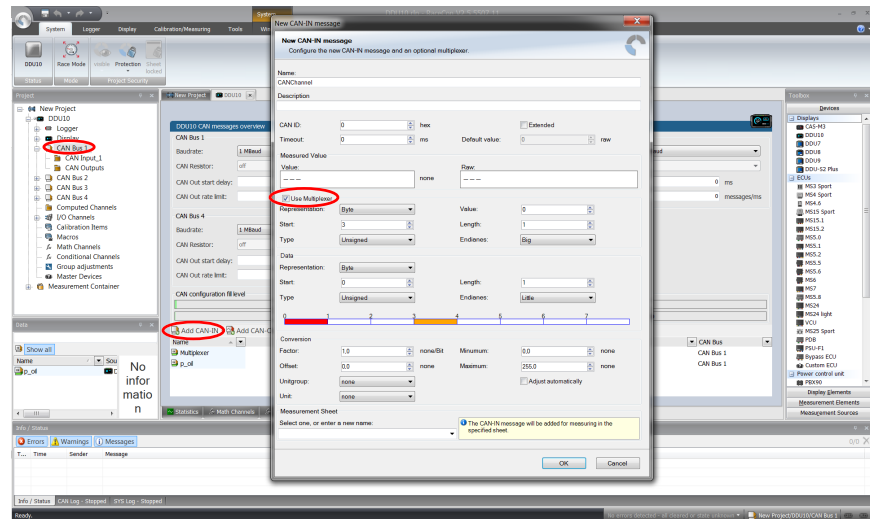 System
System Logger Display Calibration/Measuring Tools
DDU10 Race Mode visible Protection Sheet locked
Status Mode Project Security
Project
New Project
DDU10
Logger
Display
CAN Bus 1
CAN Input_1
CAN Outputs
CAN Bus 2
CAN Bus 3
CAN Bus 4
Computed Channels
I/O Channels
Calibration Items
Macros
Math Channels
Conditional Channels
Group adjustments
Master Devices
Measurement Container
Data
Show all
Name Sou
p_oil
No
infor
matio
n
New Project DDU10
DDU10 CAN messages overview
CAN Bus 1
Baudrate: 1 MBaud
CAN Resistor: off
CAN Out start delay: 0 ms
CAN Out rate limit: 0 messages/ms
CAN Bus 4
Baudrate: 1 MBaud
CAN Resistor: off
CAN Out start delay:
CAN Out rate limit:
CAN configuration fill level
Add CAN-IN Add CAN-
Name CAN Bus
Multiplexer CAN Bus 1
p_oil CAN Bus 1
Statistics Math Channels
New CAN-IN message
New CAN-IN message
Configure the new CAN-IN message and an optional multiplexer.
Name:
CANChannel
Description
CAN ID: 0 hex Extended
Timeout: 0 ms Default value: 0 raw
Measured Value
Value: Raw:
--- none ---
Use Multiplexer
Representation: Byte Value: 0
Start: 3 Length: 1
Type Unsigned Endianes: Big
Data
Representation: Byte
Start: 0 Length: 1
Type Unsigned Endianes: Little
0 1 2 3 4 5 6 7
Conversion
Factor: 1,0 none/Bit Minumum: 0,0 none
Offset: 0,0 none Maximum: 255,0 none
Unitgroup: none Adjust automatically
Unit: none
Measurement Sheet
Select one, or enter a new name:
The CAN-IN message will be added for measuring in the
specified sheet.
OK Cancel
Toolbox
Devices
Displays
CAS-M3
DDU10
DDU7
DDU8
DDU9
DDU-S2 Plus
ECUs
MS3 Sport
MS4 Sport
MS4.6
MS15 Sport
MS15.1
MS15.2
MS5.0
MS5.1
MS5.2
MS5.5
MS5.6
MS6
MS7
MS5.8
MS24
MS24 light
VCU
MS25 Sport
PDB
PSU-F1
Bypass ECU
Custom ECU
Power control unit
PBX90
Display Elements
Measurement Elements
Measurement Sources
Info / Status
Errors Warnings Messages 0/0
T... Time Sender Message
Info / Status CAN Log - Stopped SYS Log - Stopped
Ready. New Project/DDU10/CAN Bus 1